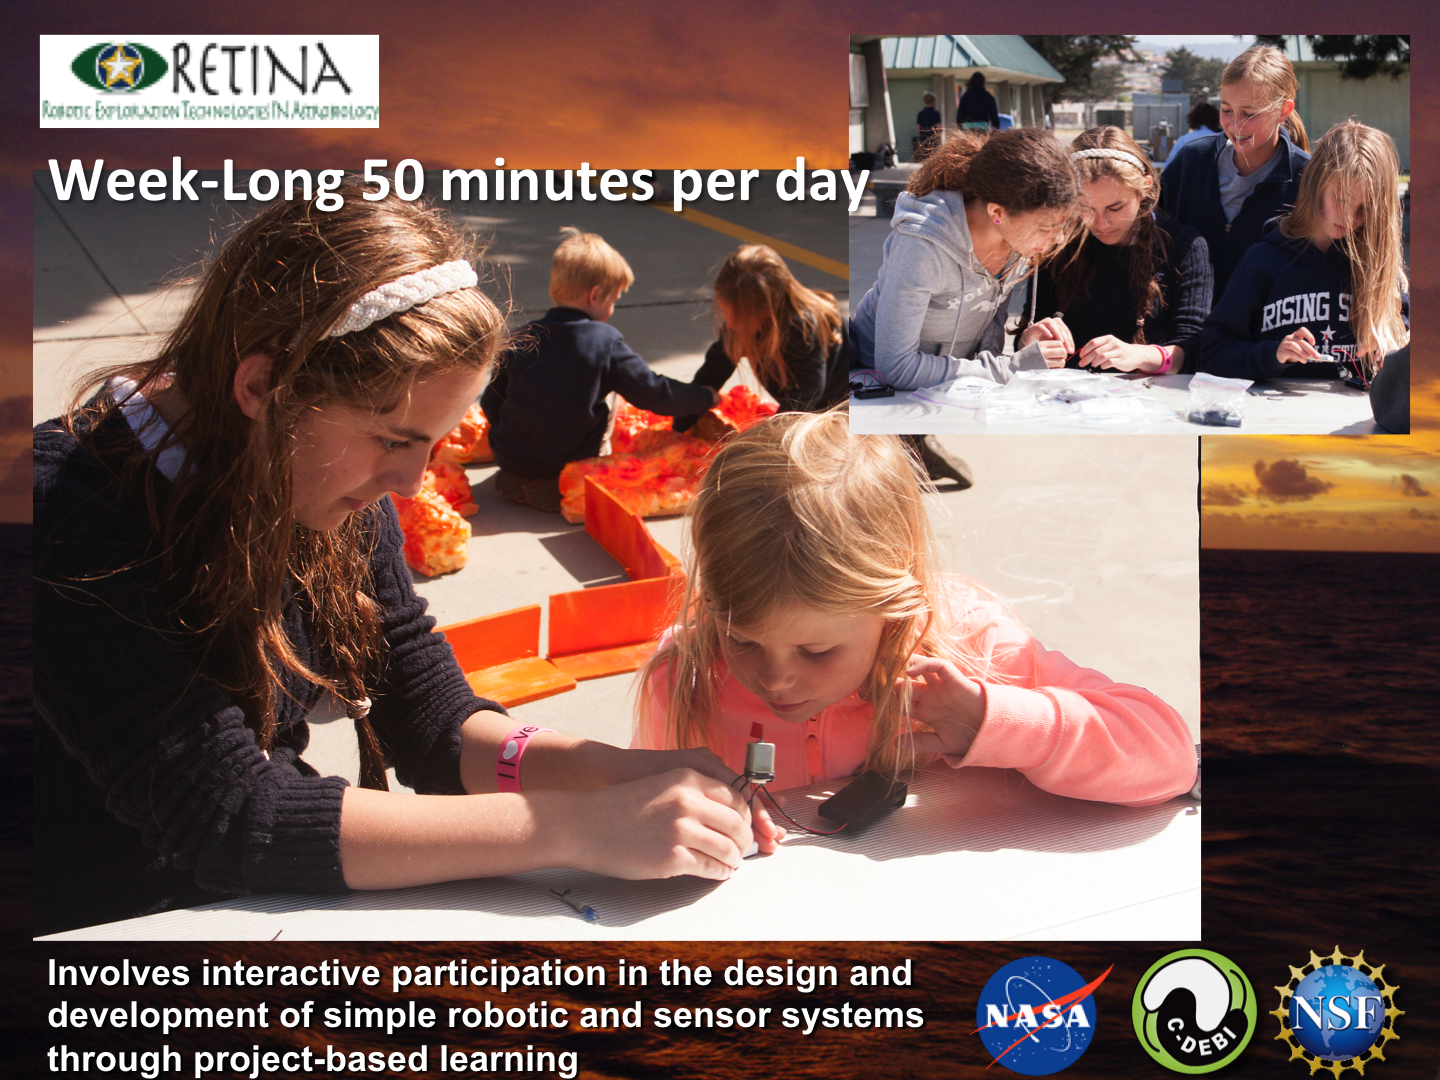 RETINA
ROBOTIC EXPLORATION TECHNOLOGIES IN ASTROBIOLOGY
Week-Long 50 minutes per day
RISING S
I ve
Involves interactive participation in the design and
development of simple robotic and sensor systems
through project-based learning
NASA
C-DEBI
NSF